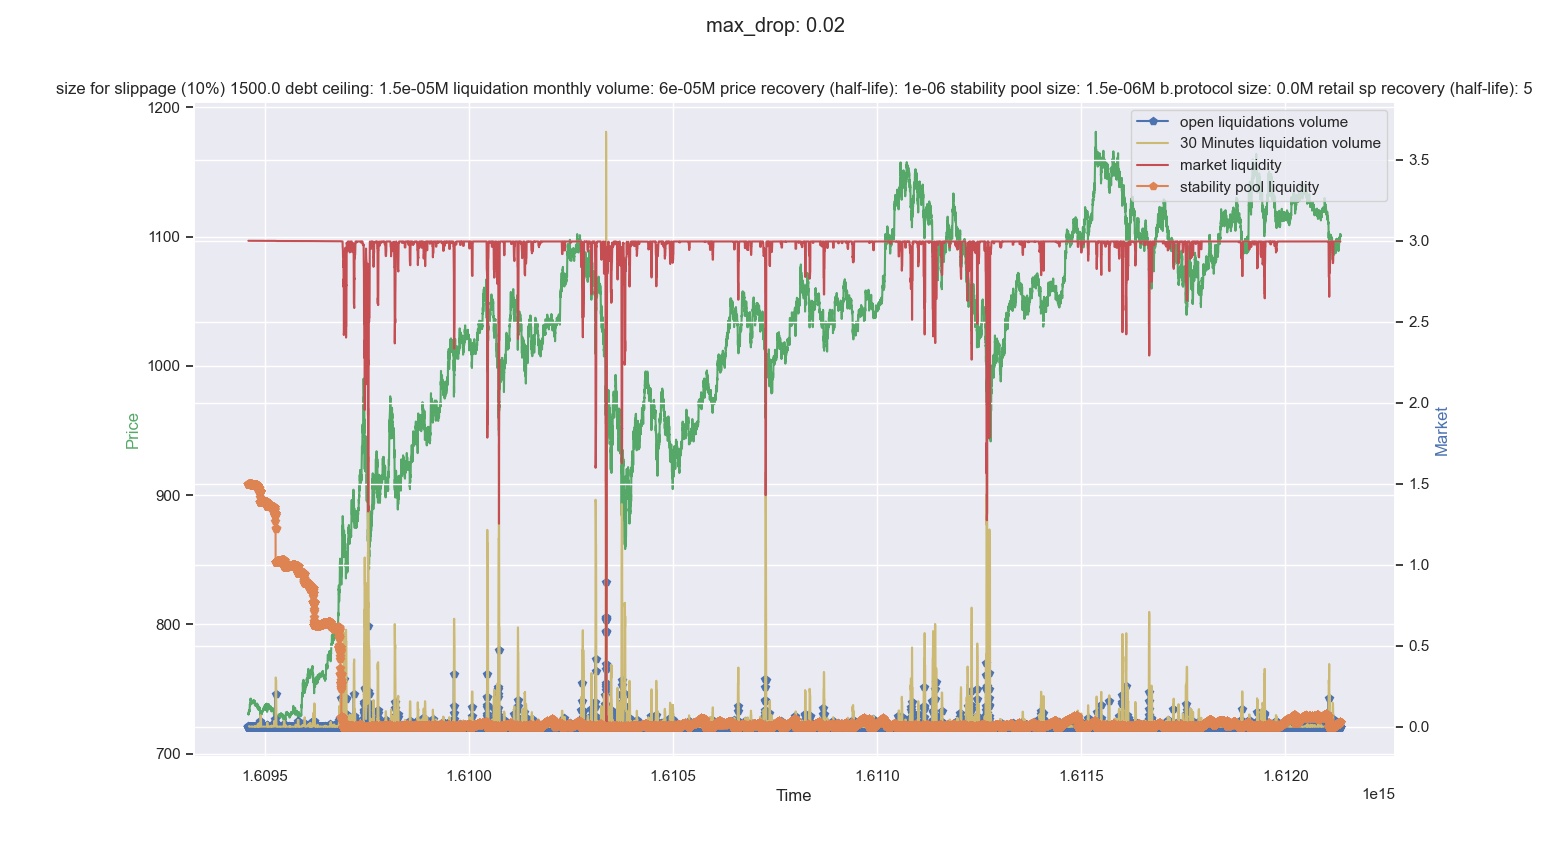 max_drop: 0.02
size for slippage (10%) 1500.0 debt ceiling: 1.5e-05M liquidation monthly volume: 6e-05M price recovery (half-life): 1e-06 stability pool size: 1.5e-06M b.protocol size: 0.0M retail sp recovery (half-life): 5
open liquidations volume
30 Minutes liquidation volume
market liquidity
stability pool liquidity
1200
1100
1000
900
800
700
Price
3.5
3.0
2.5
2.0
1.5
1.0
0.5
0.0
Market
1.6095 1.6100 1.6105 1.6110 1.6115 1.6120
Time
1e15